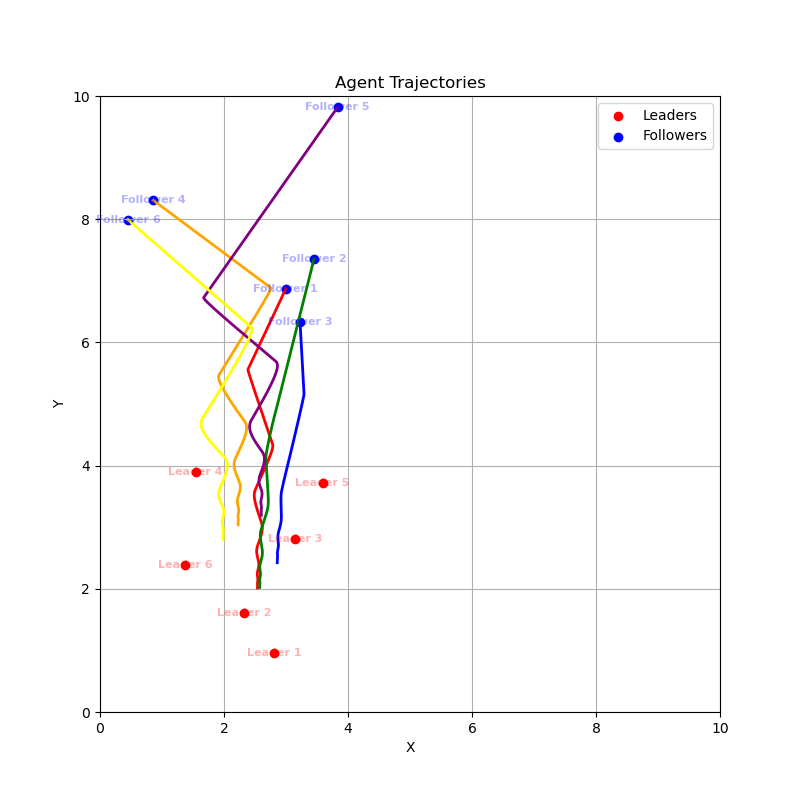 Agent Trajectories
10
8
6
4
2
0
Y
0 2 4 6 8 10
X
Leaders
Followers
Follower 5
Follower 4
Follower 6
Follower 2
Follower 1
Follower 3
Leader 4
Leader 5
Leader 3
Leader 6
Leader 2
Leader 1